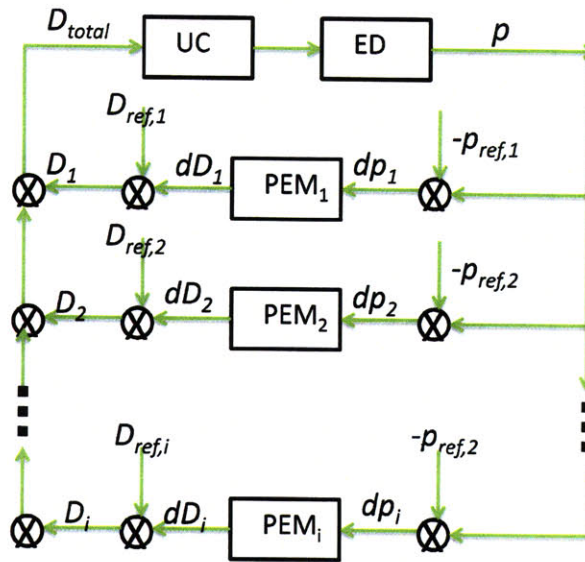 D_total UC ED p
D_ref,1 -p_ref,1
D_1 dD_1 PEM_1 dp_1
D_ref,2 -p_ref,2
D_2 dD_2 PEM_2 dp_2
D_ref,i -p_ref,2
D_i dD_i PEM_i dp_i